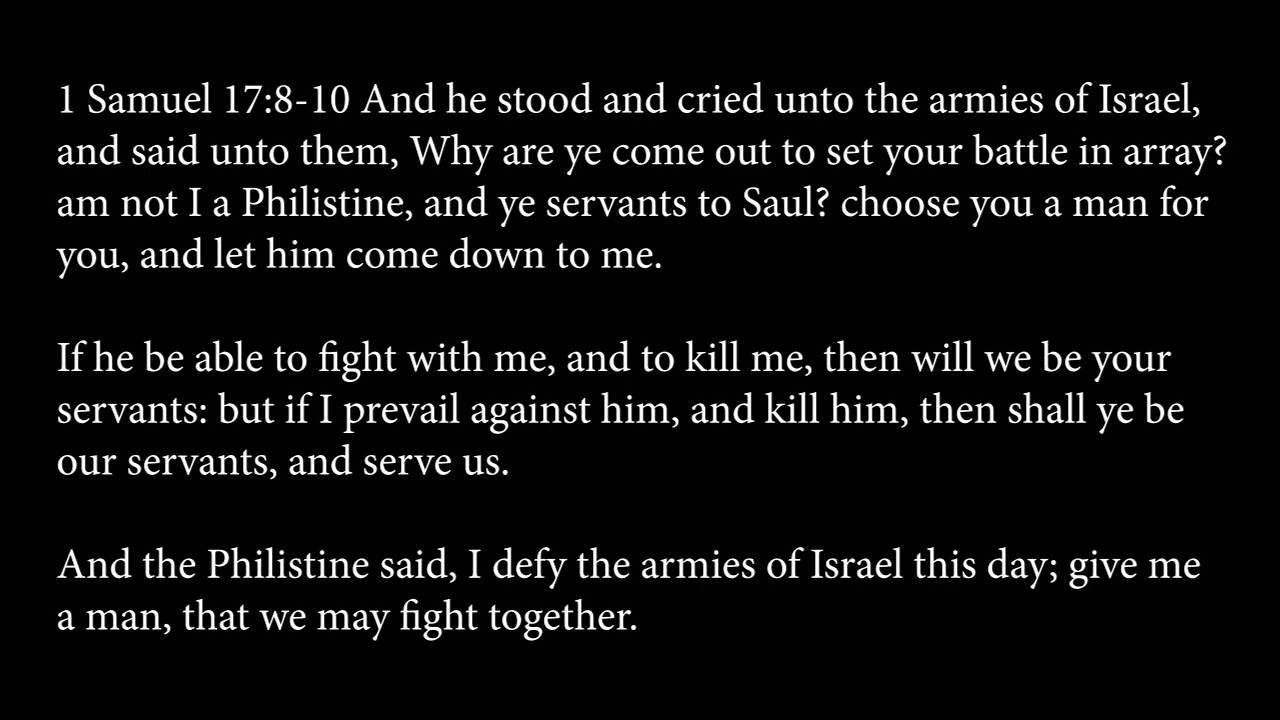 1 Samuel 17:8-10 And he stood and cried unto the armies of Israel,
and said unto them, Why are ye come out to set your battle in array?
am not I a Philistine, and ye servants to Saul? choose you a man for
you, and let him come down to me.
If he be able to fight with me, and to kill me, then will we be your
servants: but if I prevail against him, and kill him, then shall ye be
our servants, and serve us.
And the Philistine said, I defy the armies of Israel this day; give me
a man, that we may fight together.